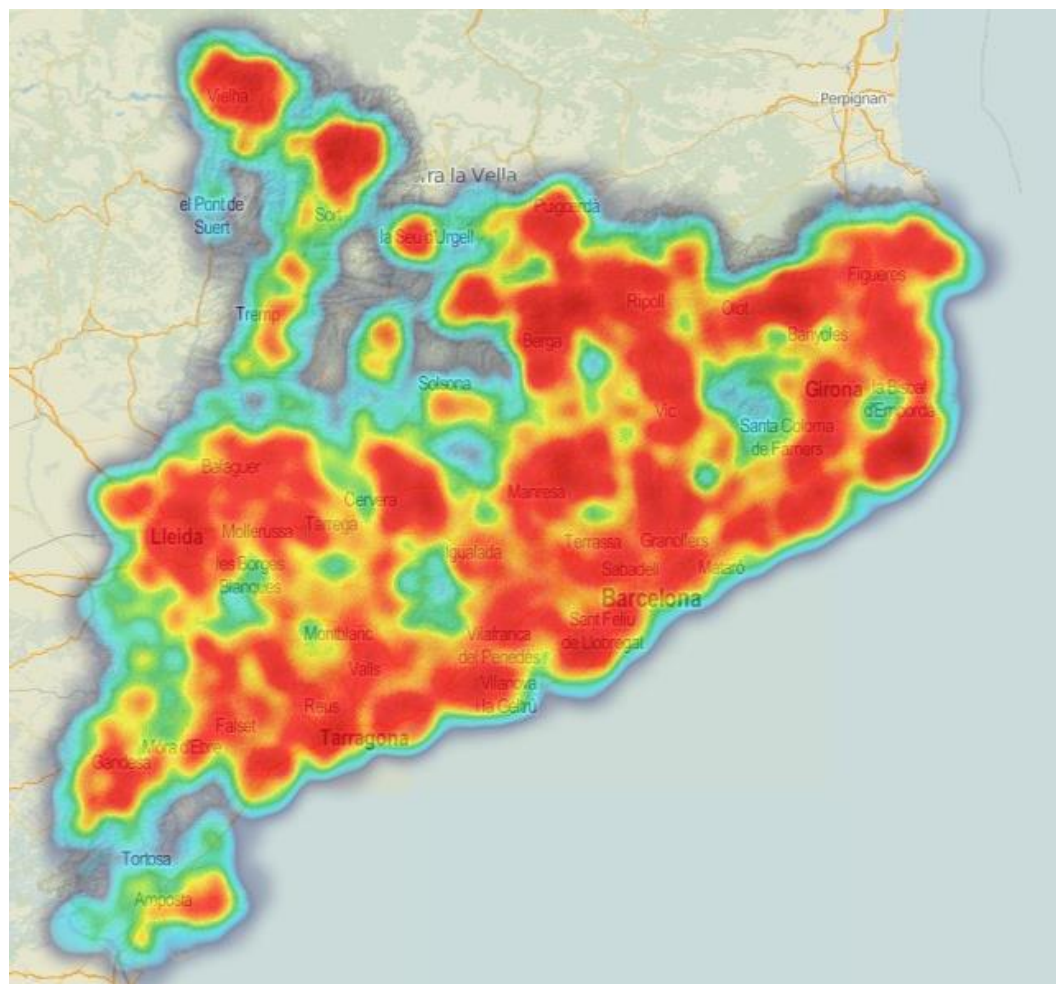 Vielha
Perpignan
ra la Vella
el Pont de
Suert
Sort
Puigcerdà
la Seu d'Urgell
Figueres
Tremp
Ripoll
Olot
Banyoles
Berga
Solsona
Girona
la Bisbal
d'Empordà
Vic
Santa Coloma
de Farners
Balaguer
Cervera
Manresa
Lleida
Mollerussa
Tàrrega
Igualada
Terrassa
Granollers
les Borges
Blanques
Sabadell
Mataró
Barcelona
Sant Feliu
de Llobregat
Montblanc
Vilafranca
del Penedès
Valls
Vilanova
i la Geltrú
Reus
Falset
Tarragona
Móra d'Ebre
Gandesa
Tortosa
Amposta